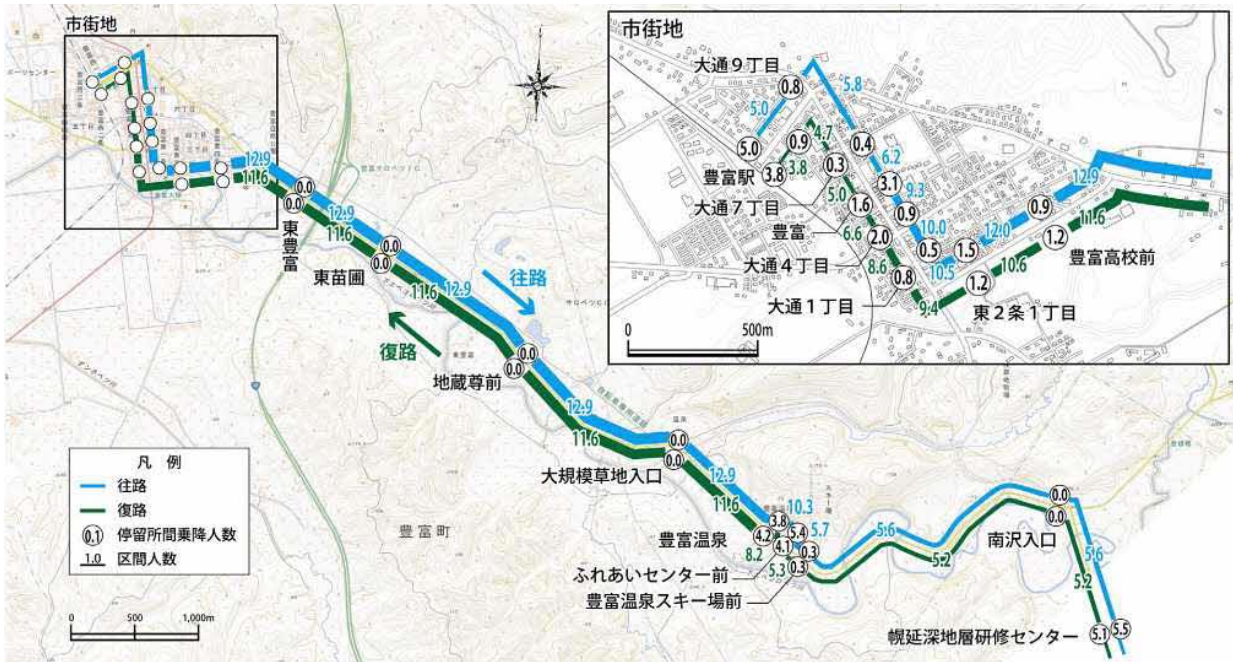 市街地
市街地
大通９丁目
0.8
5.0
5.8
5.0
豊富駅
3.8
0.9
3.8
4.7
0.4
6.2
0.3
大通７丁目
5.0
3.1
9.3
豊富
1.6
6.6
0.9
10.0
大通４丁目
2.0
8.6
0.5
10.5
1.5
12.0
0.9
12.9
大通１丁目
0.8
9.4
1.2
東２条１丁目
10.6
1.2
豊富高校前
11.6
0
500m
12.9
11.6
0.0
0.0
東豊富
12.9
11.6
0.0
0.0
東苗圃
12.9
11.6
往路
復路
0.0
0.0
地蔵尊前
12.9
11.6
0.0
0.0
大規模草地入口
12.9
11.6
豊富町
豊富温泉
3.8
10.3
4.2
8.2
5.4
5.7
4.1
5.3
0.3
0.3
ふれあいセンター前
豊富温泉スキー場前
5.6
5.2
0.0
0.0
南沢入口
5.6
5.2
幌延深地層研修センター
5.1
5.5
凡　例
往路
復路
0.1 停留所間乗降人数
1.0 区間人数
0
500
1,000m